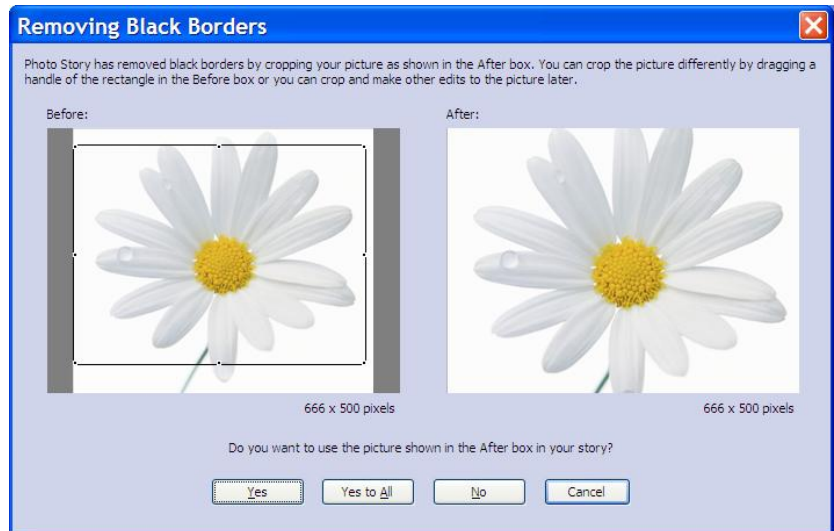 Removing Black Borders
Photo Story has removed black borders by cropping your picture as shown in the After box. You can crop the picture differently by dragging a
handle of the rectangle in the Before box or you can crop and make other edits to the picture later.
Before: After:
666 x 500 pixels 666 x 500 pixels
Do you want to use the picture shown in the After box in your story?
Yes Yes to All No Cancel